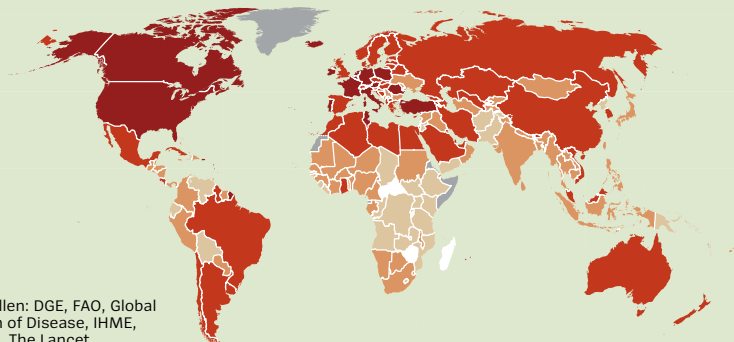 llen: DGE, FAO, Global
of Disease, IHME,
The Lancet